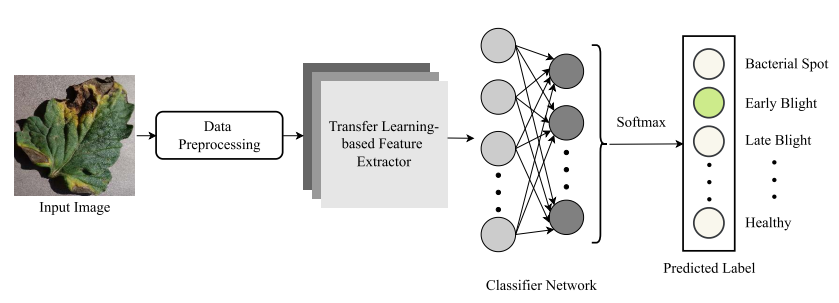 Input Image
Data
Preprocessing
Transfer Learning-
based Feature
Extractor
Classifier Network
Softmax
Bacterial Spot
Early Blight
Late Blight
Healthy
Predicted Label